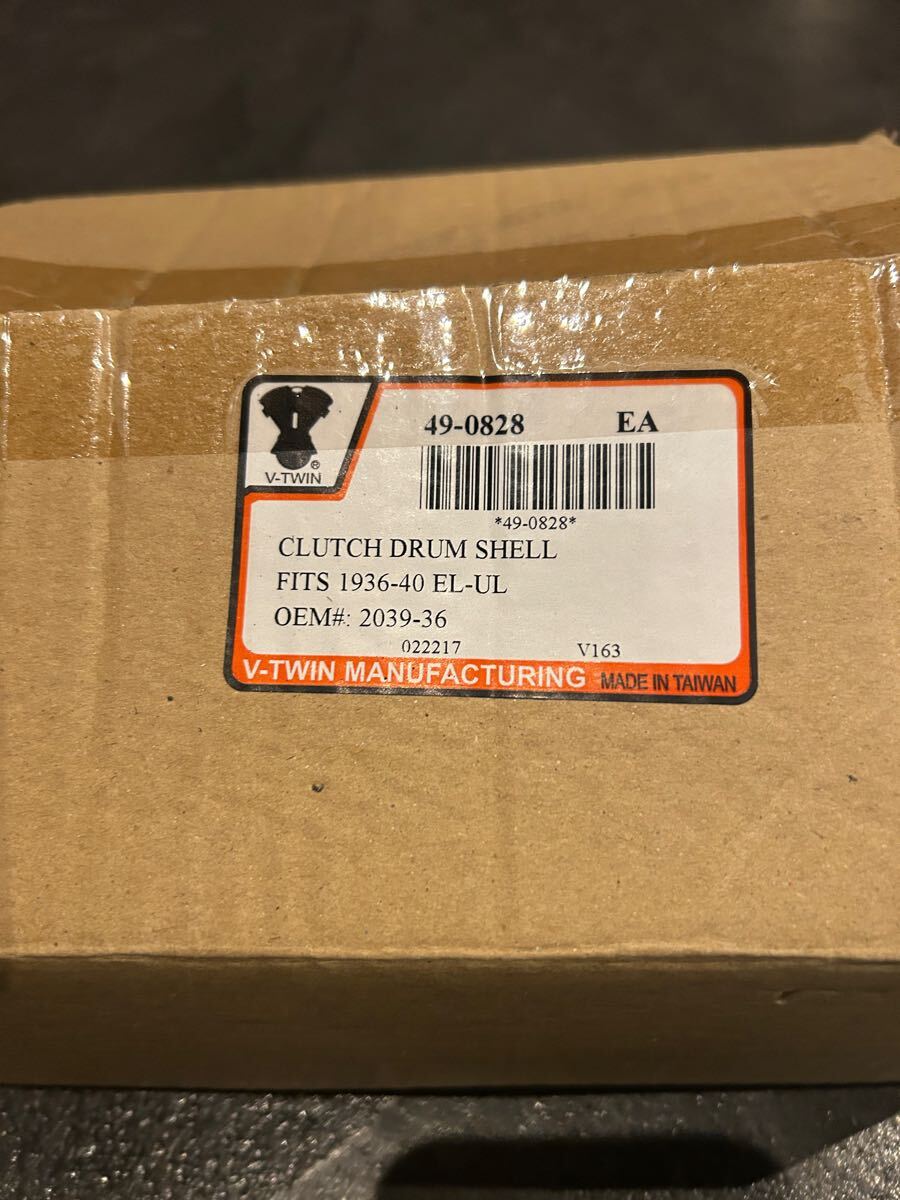 V-TWIN ®
49-0828 EA
*49-0828*
CLUTCH DRUM SHELL
FITS 1936-40 EL-UL
OEM#: 2039-36
022217 V163
V-TWIN MANUFACTURING MADE IN TAIWAN